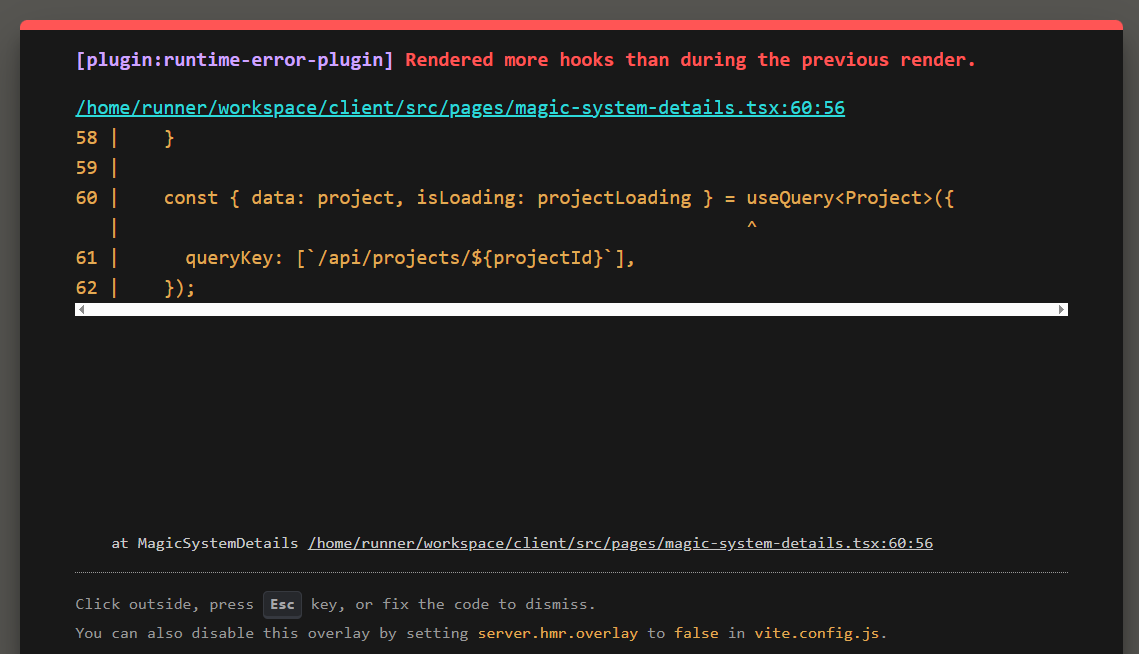 [plugin:runtime-error-plugin] Rendered more hooks than during the previous render.
/home/runner/workspace/client/src/pages/magic-system-details.tsx:60:56
58 |    }
59 |
60 |    const { data: project, isLoading: projectLoading } = useQuery<Project>({
   |                                                         ^
61 |      queryKey: [`/api/projects/${projectId}`],
62 |    });
at MagicSystemDetails /home/runner/workspace/client/src/pages/magic-system-details.tsx:60:56
Click outside, press Esc key, or fix the code to dismiss.
You can also disable this overlay by setting server.hmr.overlay to false in vite.config.js.